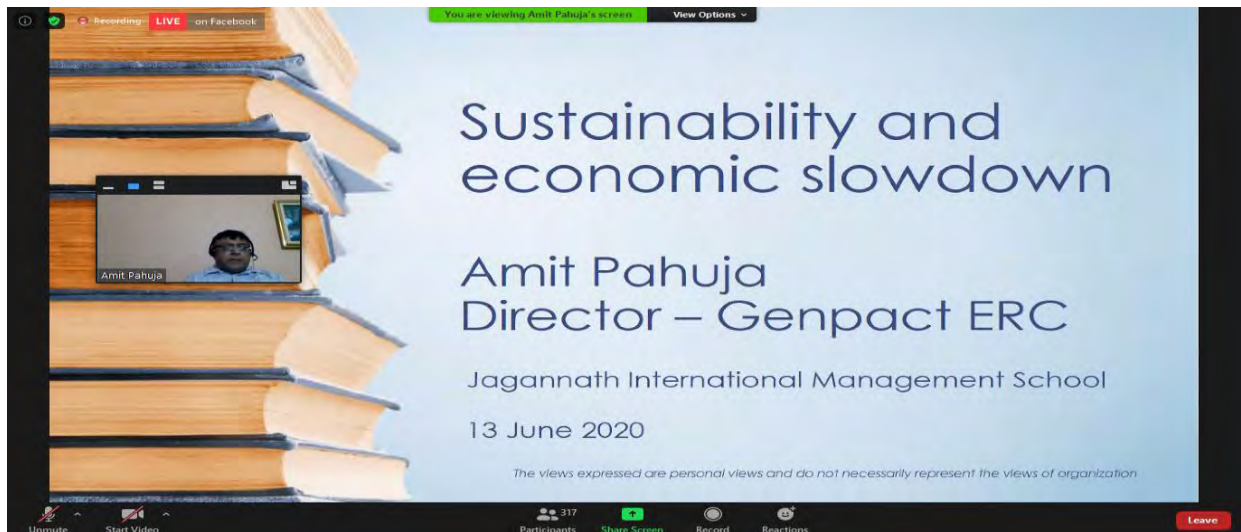 Recording LIVE on Facebook
You are viewing Amit Pahuja's screen View Options
Sustainability and
economic slowdown
Amit Pahuja
Amit Pahuja
Director – Genpact ERC
Jagannath International Management School
13 June 2020
The views expressed are personal views and do not necessarily represent the views of organization
317
Unmute Start Video Participants Share Screen Record Reactions Leave